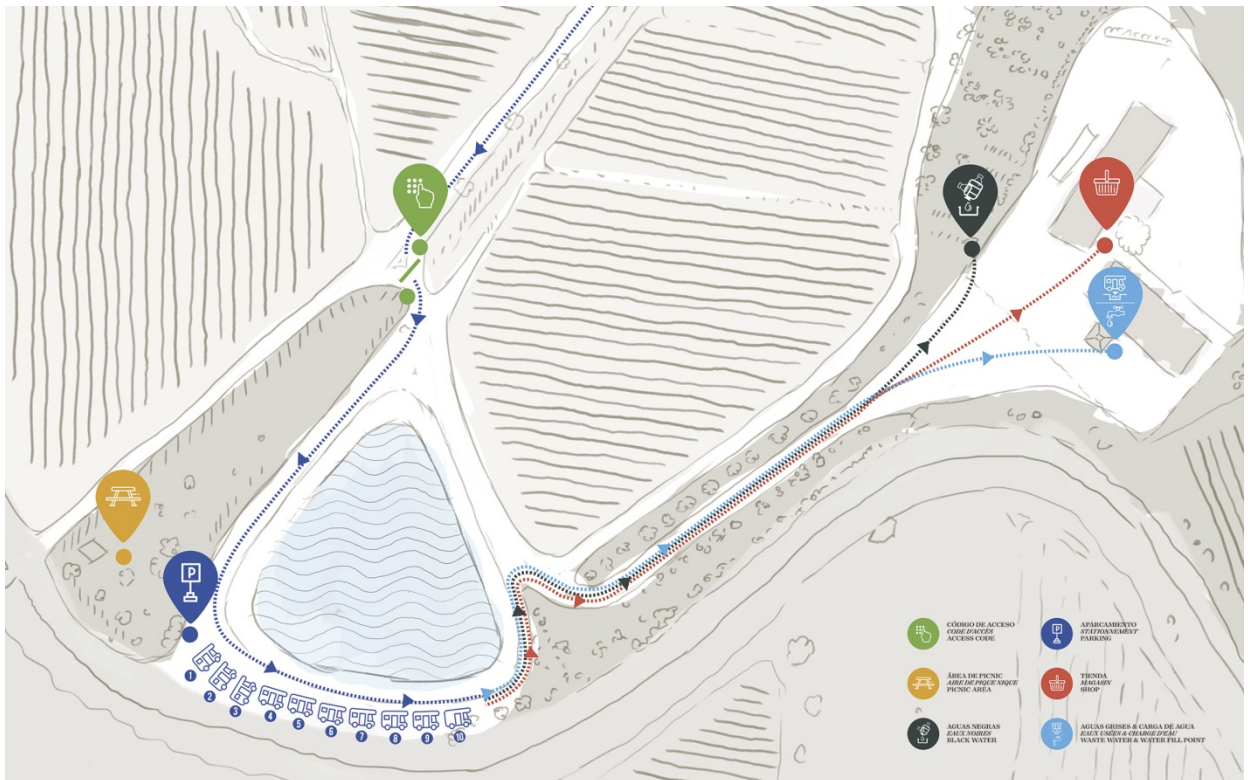 P
P
1
2
3
4
5
6
7
8
9
10
CÓDIGO DE ACCESO
CODE D'ACCÈS
ACCESS CODE
APARCAMIENTO
STATIONNEMENT
PARKING
ÁREA DE PICNIC
AIRE DE PIQUE NIQUE
PICNIC AREA
TIENDA
MAGASIN
SHOP
AGUAS NEGRAS
EAUX NOIRES
BLACK WATER
AGUAS GRISES & CARGA DE AGUA
EAUX USÉES & CHARGE D'EAU
WASTE WATER & WATER FILL POINT